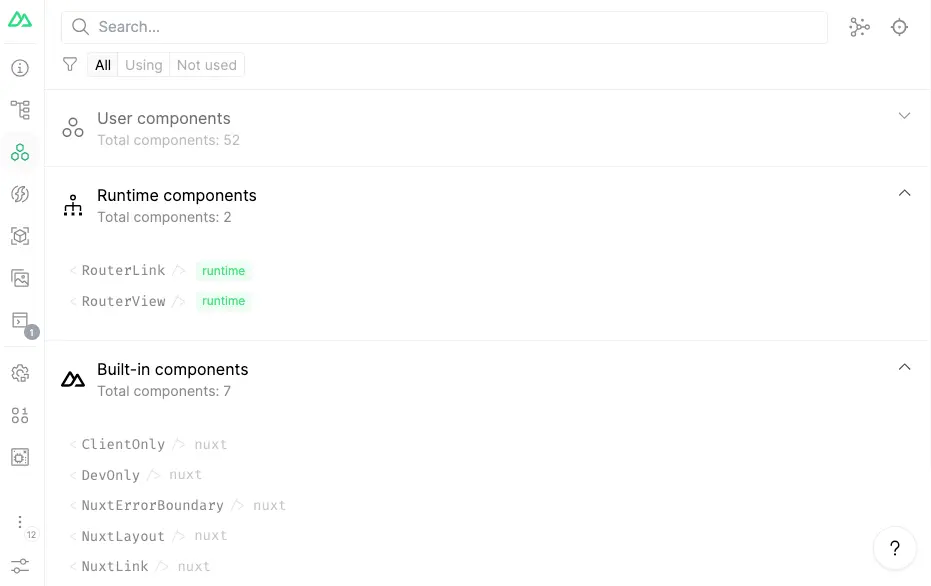 Search...
All Using Not used
User components
Total components: 52
Runtime components
Total components: 2
< RouterLink /> runtime
< RouterView /> runtime
1
Built-in components
Total components: 7
< ClientOnly /> nuxt
< DevOnly /> nuxt
< NuxtErrorBoundary /> nuxt
< NuxtLayout /> nuxt
12
?
< NuxtLink /> nuxt